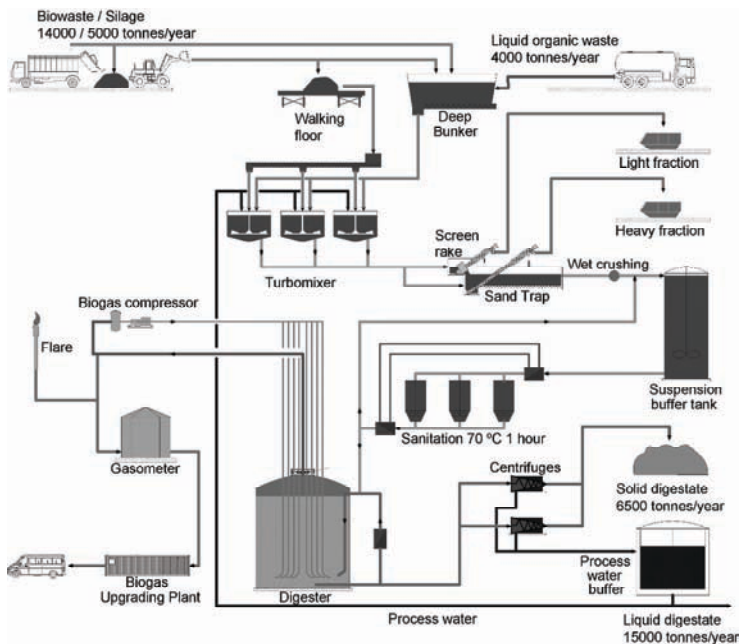 Biowaste / Silage
14000 / 5000 tonnes/year
Liquid organic waste
4000 tonnes/year
Walking
floor
Deep
Bunker
Light fraction
Heavy fraction
Screen
rake
Wet crushing
Turbomixer
Sand Trap
Biogas compressor
Flare
Suspension
buffer tank
Sanitation 70 ºC 1 hour
Gasometer
Centrifuges
Solid digestate
6500 tonnes/year
Process
water
buffer
Biogas
Upgrading Plant
Digester
Process water
Liquid digestate
15000 tonnes/year